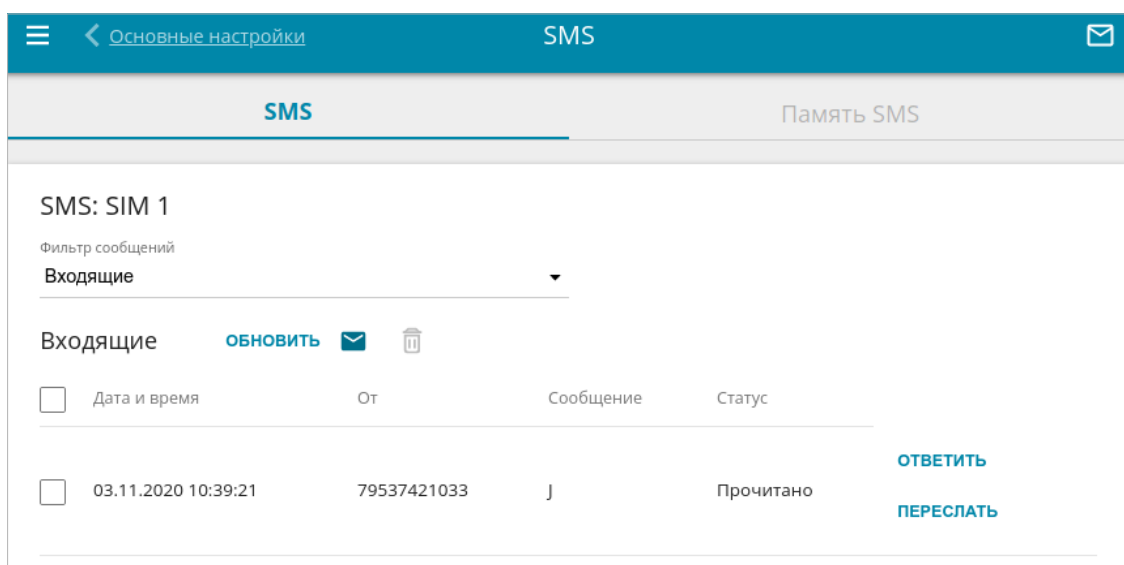 Основные настройки SMS
SMS Память SMS
SMS: SIM 1
Фильтр сообщений
Входящие
Входящие ОБНОВИТЬ
Дата и время От Сообщение Статус
03.11.2020 10:39:21 79537421033 J Прочитано
ОТВЕТИТЬ
ПЕРЕСЛАТЬ